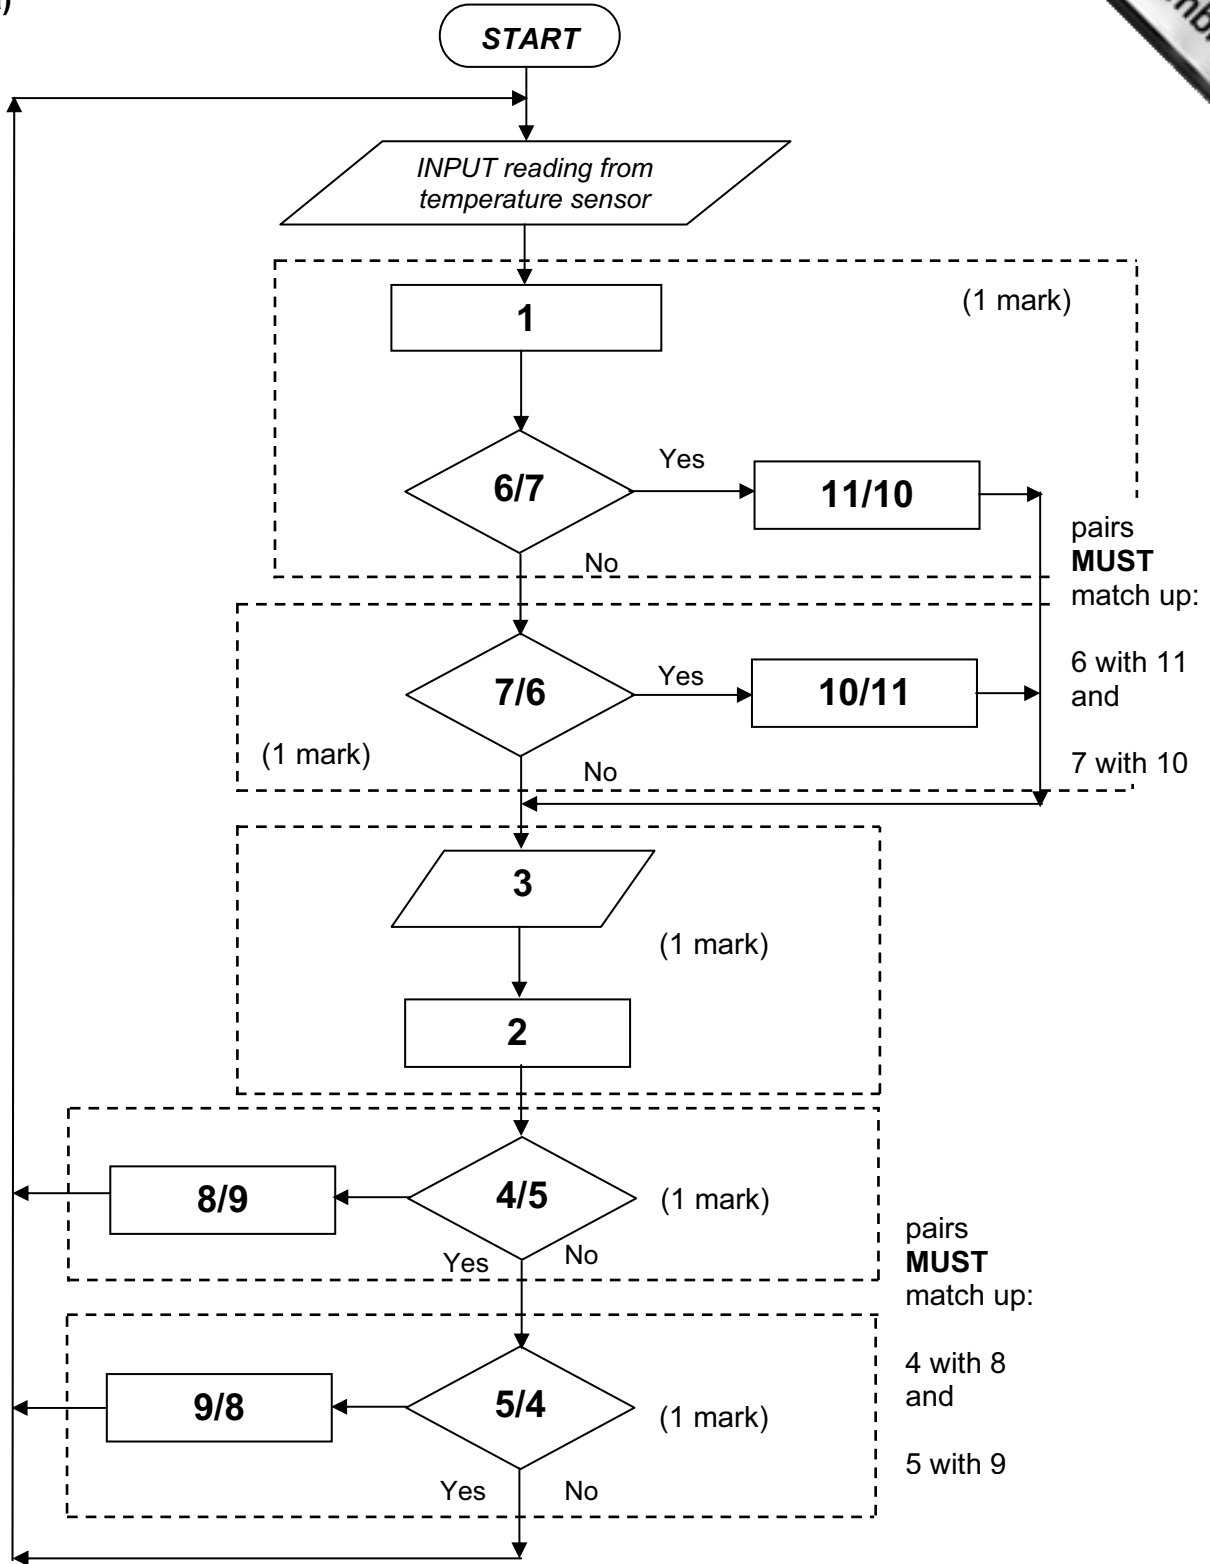 )
START
INPUT reading from
temperature sensor
1
(1 mark)
6/7
Yes
11/10
No
pairs
MUST
match up:
6 with 11
and
7 with 10
7/6
Yes
10/11
(1 mark)
No
3
(1 mark)
2
8/9
4/5
(1 mark)
Yes
No
pairs
MUST
match up:
4 with 8
and
5 with 9
9/8
5/4
(1 mark)
Yes
No